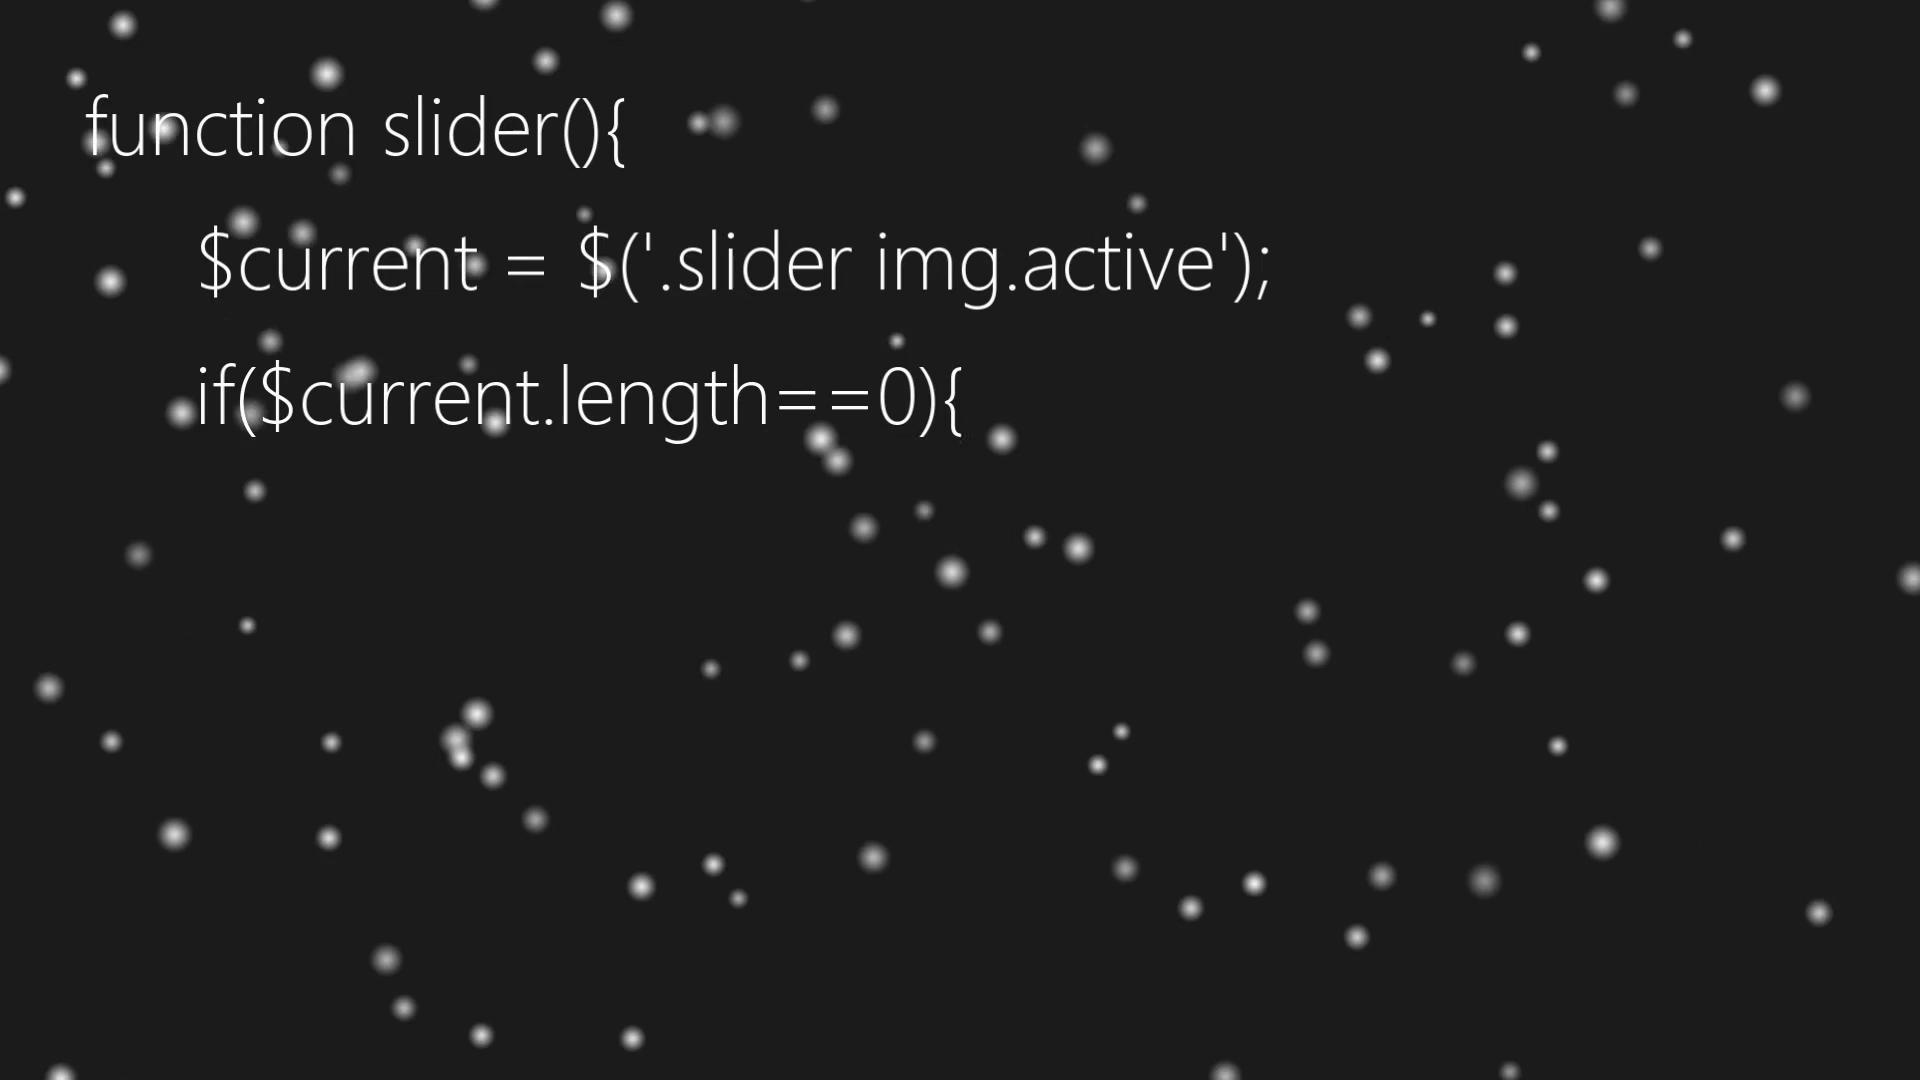 function slider(){
$current = $('.slider img.active');
if($current.length==0){